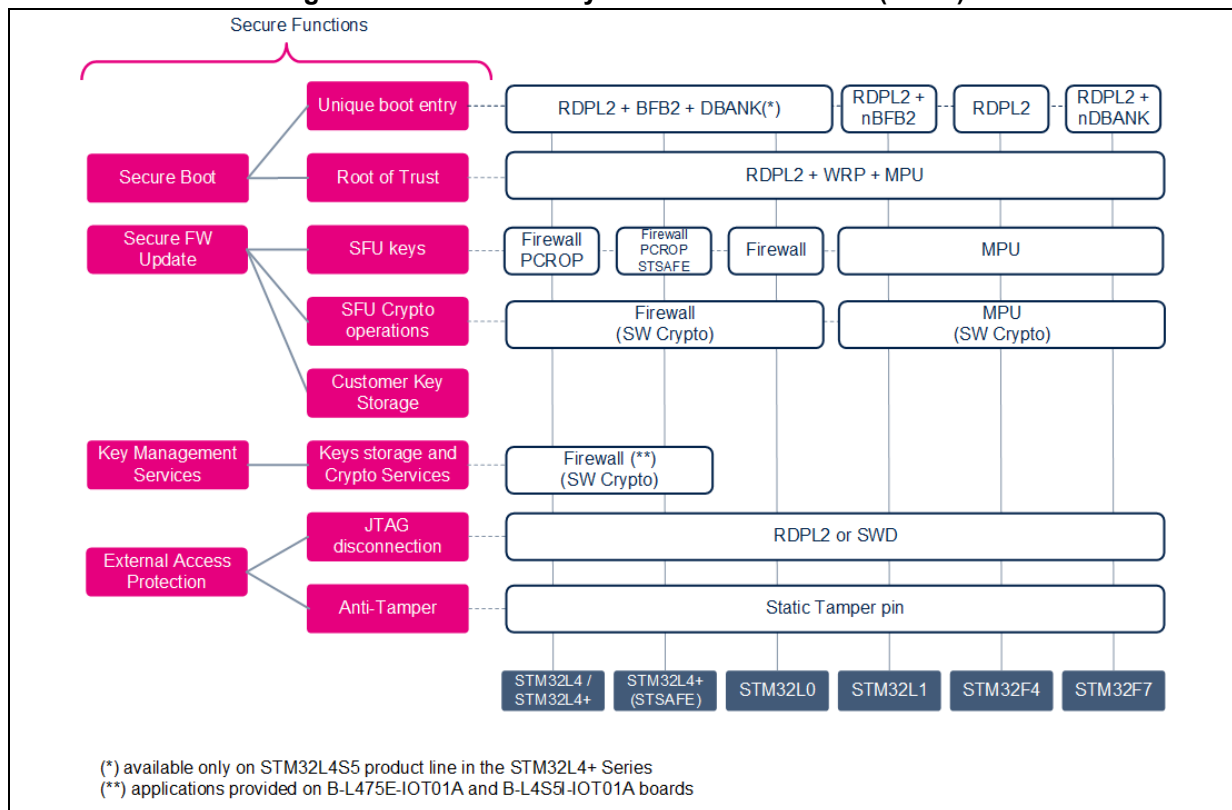 Secure Functions
Unique boot entry
RDPL2 + BFB2 + DBANK(*)
RDPL2 +
nBFB2
RDPL2
RDPL2 +
nDBANK
Secure Boot
Root of Trust
RDPL2 + WRP + MPU
Secure FW
Update
SFU keys
Firewall
PCROP
Firewall
PCROP
STSAFE
Firewall
MPU
SFU Crypto
operations
Firewall
(SW Crypto)
MPU
(SW Crypto)
Customer Key
Storage
Key Management
Services
Keys storage and
Crypto Services
Firewall (**)
(SW Crypto)
External Access
Protection
JTAG
disconnection
RDPL2 or SWD
Anti-Tamper
Static Tamper pin
STM32L4 /
STM32L4+
STM32L4+
(STSAFE)
STM32L0
STM32L1
STM32F4
STM32F7
(*) available only on STM32L4S5 product line in the STM32L4+ Series
(**) applications provided on B-L475E-IOT01A and B-L4S5I-IOT01A boards